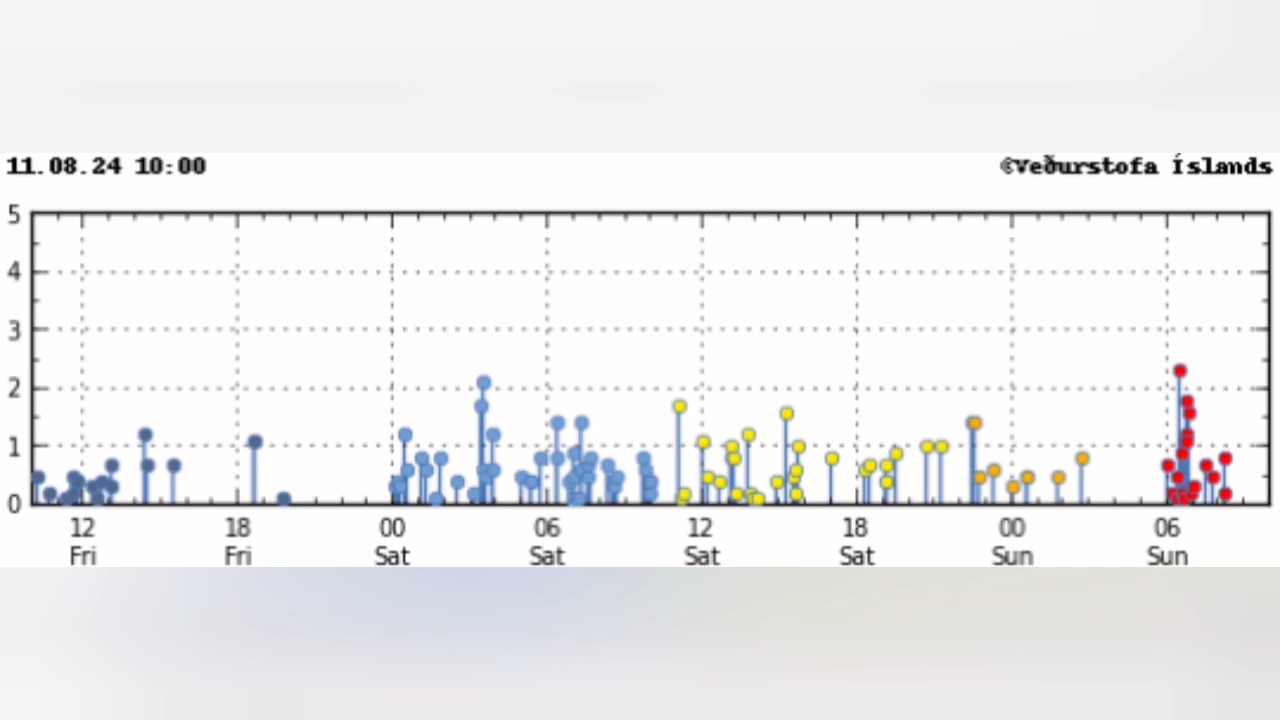 11.08.24 10:00 ©Veðurstofa Íslands
5
4
3
2
1
0
12 18 00 06 12 18 00 06
Fri Fri Sat Sat Sat Sat Sun Sun